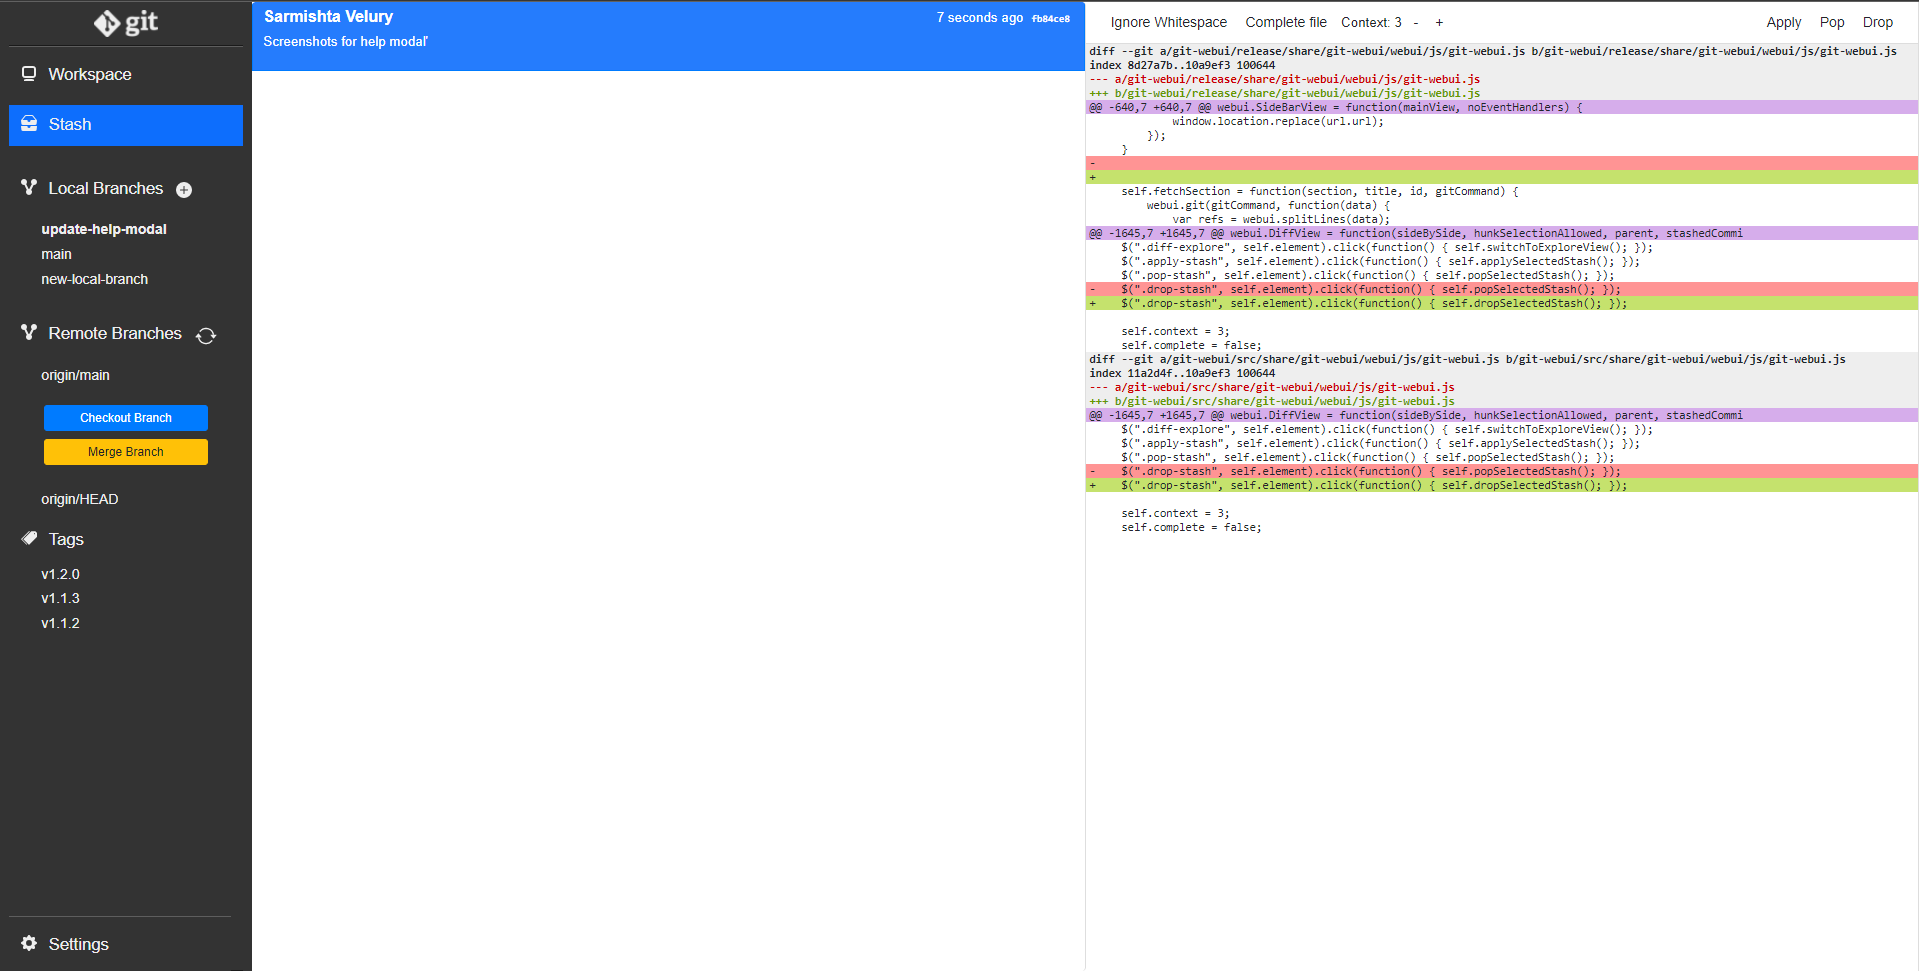 git
Workspace
Stash
Local Branches
update-help-modal
main
new-local-branch
Remote Branches
origin/main
Checkout Branch
Merge Branch
origin/HEAD
Tags
v1.2.0
v1.1.3
v1.1.2
Settings
Sarmishta Velury 7 seconds ago fb84ce8
Screenshots for help modal'
Ignore Whitespace Complete file Context: 3 - + Apply Pop Drop
diff --git a/git-webui/release/share/git-webui/webui/js/git-webui.js b/git-webui/release/share/git-webui/webui/js/git-webui.js
index 8d27a7b..10a9ef3 100644
--- a/git-webui/release/share/git-webui/webui/js/git-webui.js
+++ b/git-webui/release/share/git-webui/webui/js/git-webui.js
@@ -640,7 +640,7 @@ webui.SideBarView = function(mainView, noEventHandlers) {
            window.location.replace(url.url);
        });
    }
-
+
    self.fetchSection = function(section, title, id, gitCommand) {
        webui.git(gitCommand, function(data) {
            var refs = webui.splitLines(data);
@@ -1645,7 +1645,7 @@ webui.DiffView = function(sideBySide, hunkSelectionAllowed, parent, stashedCommi
    $(".diff-explore", self.element).click(function() { self.switchToExploreView(); });
    $(".apply-stash", self.element).click(function() { self.applySelectedStash(); });
    $(".pop-stash", self.element).click(function() { self.popSelectedStash(); });
-   $(".drop-stash", self.element).click(function() { self.popSelectedStash(); });
+   $(".drop-stash", self.element).click(function() { self.dropSelectedStash(); });
    self.context = 3;
    self.complete = false;
diff --git a/git-webui/src/share/git-webui/webui/js/git-webui.js b/git-webui/src/share/git-webui/webui/js/git-webui.js
index 11a2d4f..10a9ef3 100644
--- a/git-webui/src/share/git-webui/webui/js/git-webui.js
+++ b/git-webui/src/share/git-webui/webui/js/git-webui.js
@@ -1645,7 +1645,7 @@ webui.DiffView = function(sideBySide, hunkSelectionAllowed, parent, stashedCommi
    $(".diff-explore", self.element).click(function() { self.switchToExploreView(); });
    $(".apply-stash", self.element).click(function() { self.applySelectedStash(); });
    $(".pop-stash", self.element).click(function() { self.popSelectedStash(); });
-   $(".drop-stash", self.element).click(function() { self.popSelectedStash(); });
+   $(".drop-stash", self.element).click(function() { self.dropSelectedStash(); });
    self.context = 3;
    self.complete = false;